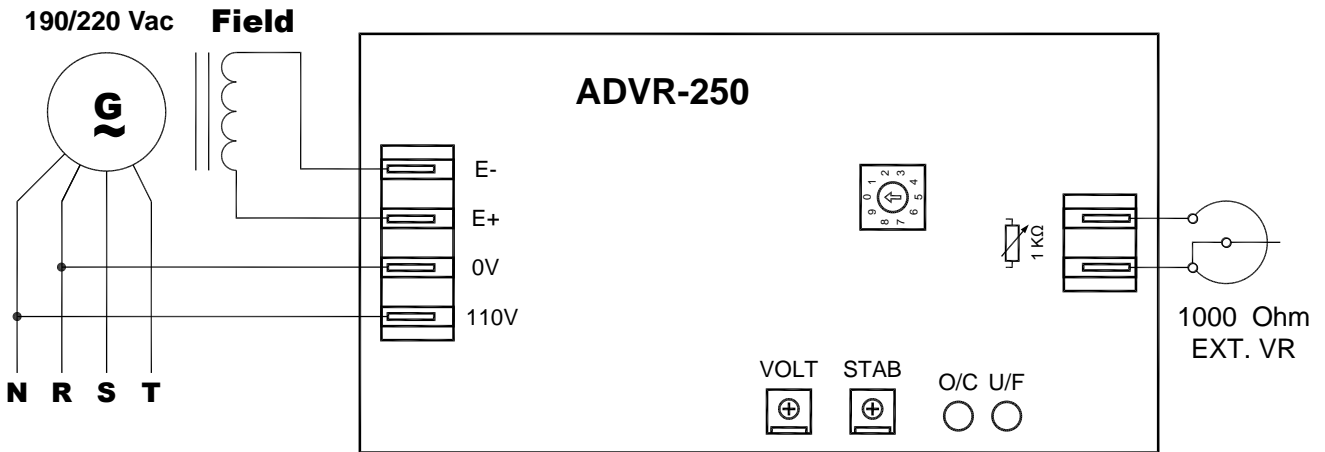 190/220 Vac
Field
G
~
ADVR-250
E-
E+
0V
110V
0 1 2 3 4 5 6 7 8 9
1 KΩ
1000 Ohm
EXT. VR
VOLT
STAB
O/C
U/F
N R S T